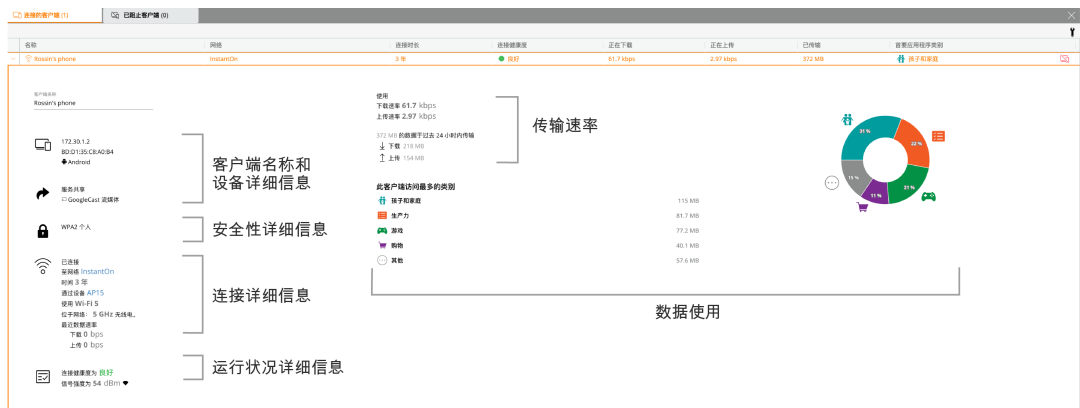 连接的客户端 (1)
已阻止客户端 (0)
名称 网络 连接时长 连接健康度 正在下载 正在上传 已传输 首要应用程序类别
Rossin's phone InstantOn 3 年 良好 61.7 kbps 2.97 kbps 372 MB 孩子和家庭
客户端名称
Rossin's phone
172.30.1.2
BD:D1:35:C8:A0:84
Android
服务共享
GoogleCast 流媒体
客户端名称和
设备详细信息
WPA2 个人
安全性详细信息
已连接
至网络 InstantOn
时间 3 年
通过设备 AP15
使用 Wi-Fi 5
位于网络: 5 GHz 无线电。
最近数据速率
下载 0 bps
上传 0 bps
连接详细信息
连接健康度为 良好
信号强度为 54 dBm
运行状况详细信息
使用
下载速率 61.7 kbps
上传速率 2.97 kbps
372 MB 的数据于过去 24 小时内传输
下载 218 MB
上传 154 MB
传输速率
此客户端访问最多的类别
孩子和家庭 115 MB
生产力 81.7 MB
游戏 77.2 MB
购物 40.1 MB
其他 57.6 MB
数据使用
31 %
22 %
21 %
11 %
15 %